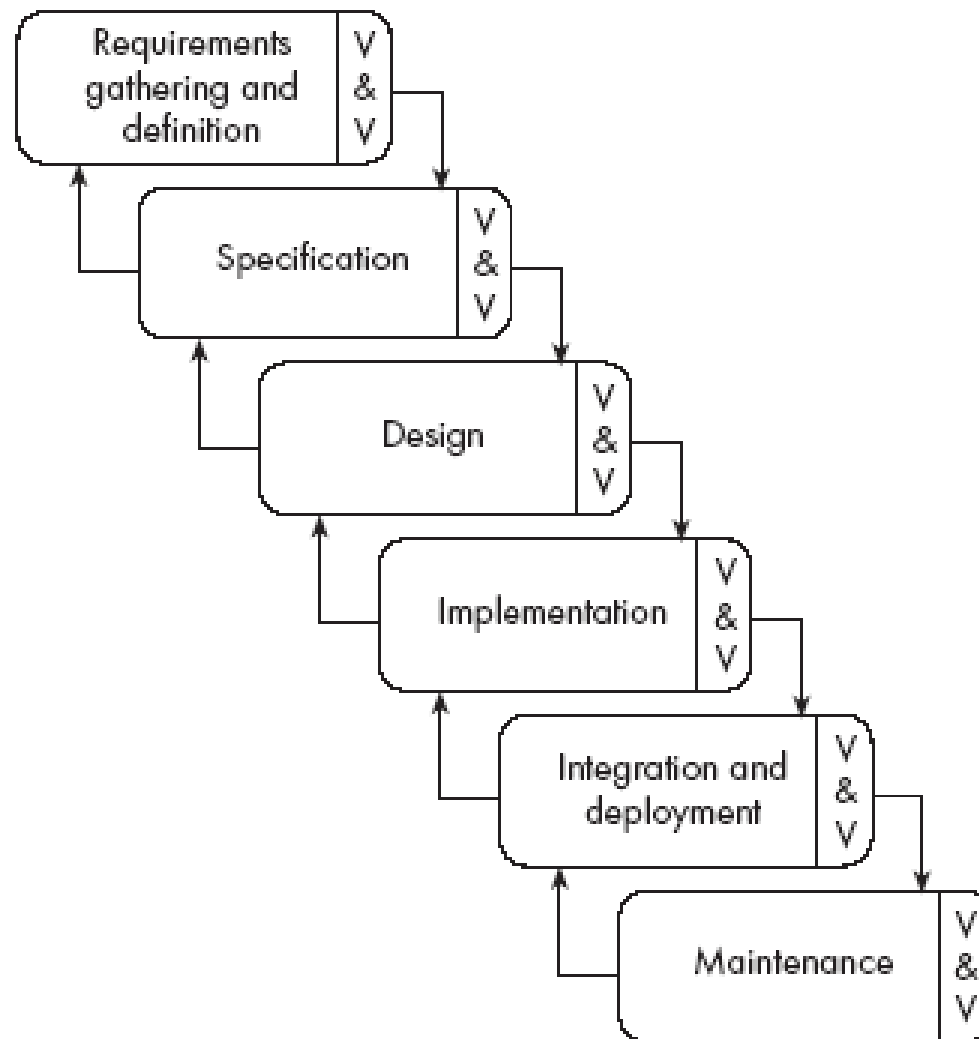 Requirements
gathering and
definition
V
&
V
Specification
V
&
V
Design
V
&
V
Implementation
V
&
V
Integration and
deployment
V
&
V
Maintenance
V
&
V